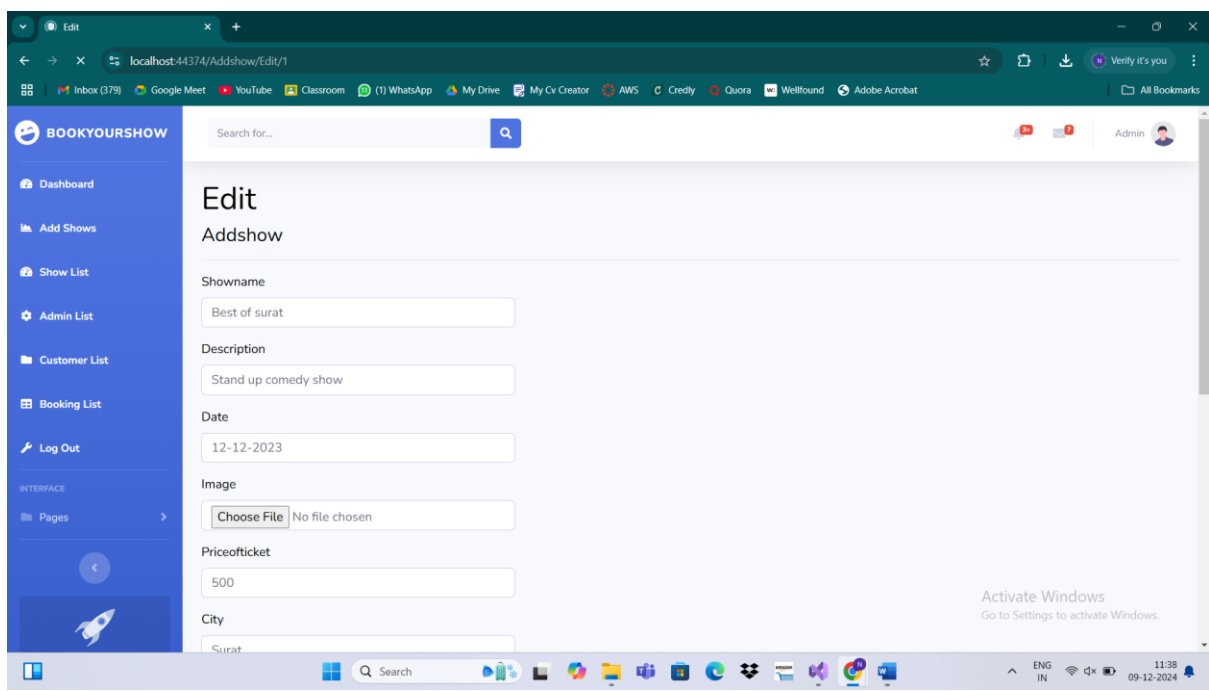 Edit
localhost:44374/Addshow/Edit/1
Verify it's you
Inbox (379) Google Meet YouTube Classroom (1) WhatsApp My Drive My Cv Creator AWS Credly Quora Wellfound Adobe Acrobat All Bookmarks
BOOKYOURSHOW
Search for...
3+
7
Admin
Dashboard
Add Shows
Show List
Admin List
Customer List
Booking List
Log Out
INTERFACE
Pages
Edit
Addshow
Showname
Best of surat
Description
Stand up comedy show
Date
12-12-2023
Image
Choose File No file chosen
Priceofticket
500
City
Surat
Activate Windows
Go to Settings to activate Windows.
Search
ENG
IN
11:38
09-12-2024